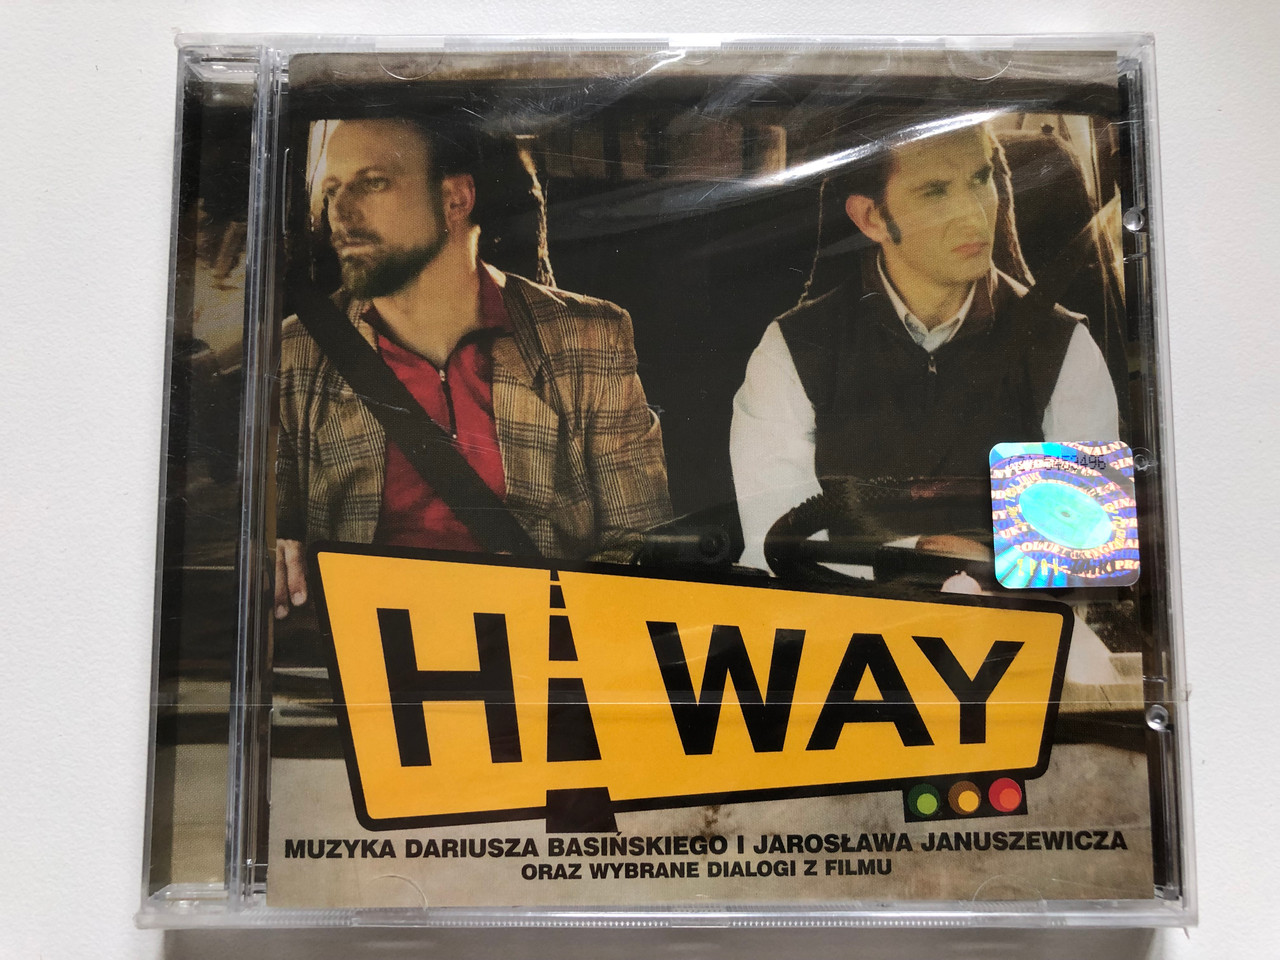 HI WAY
MUZYKA DARIUSZA BASIŃSKIEGO I JAROSŁAWA JANUSZEWICZA
ORAZ WYBRANE DIALOGI Z FILMU